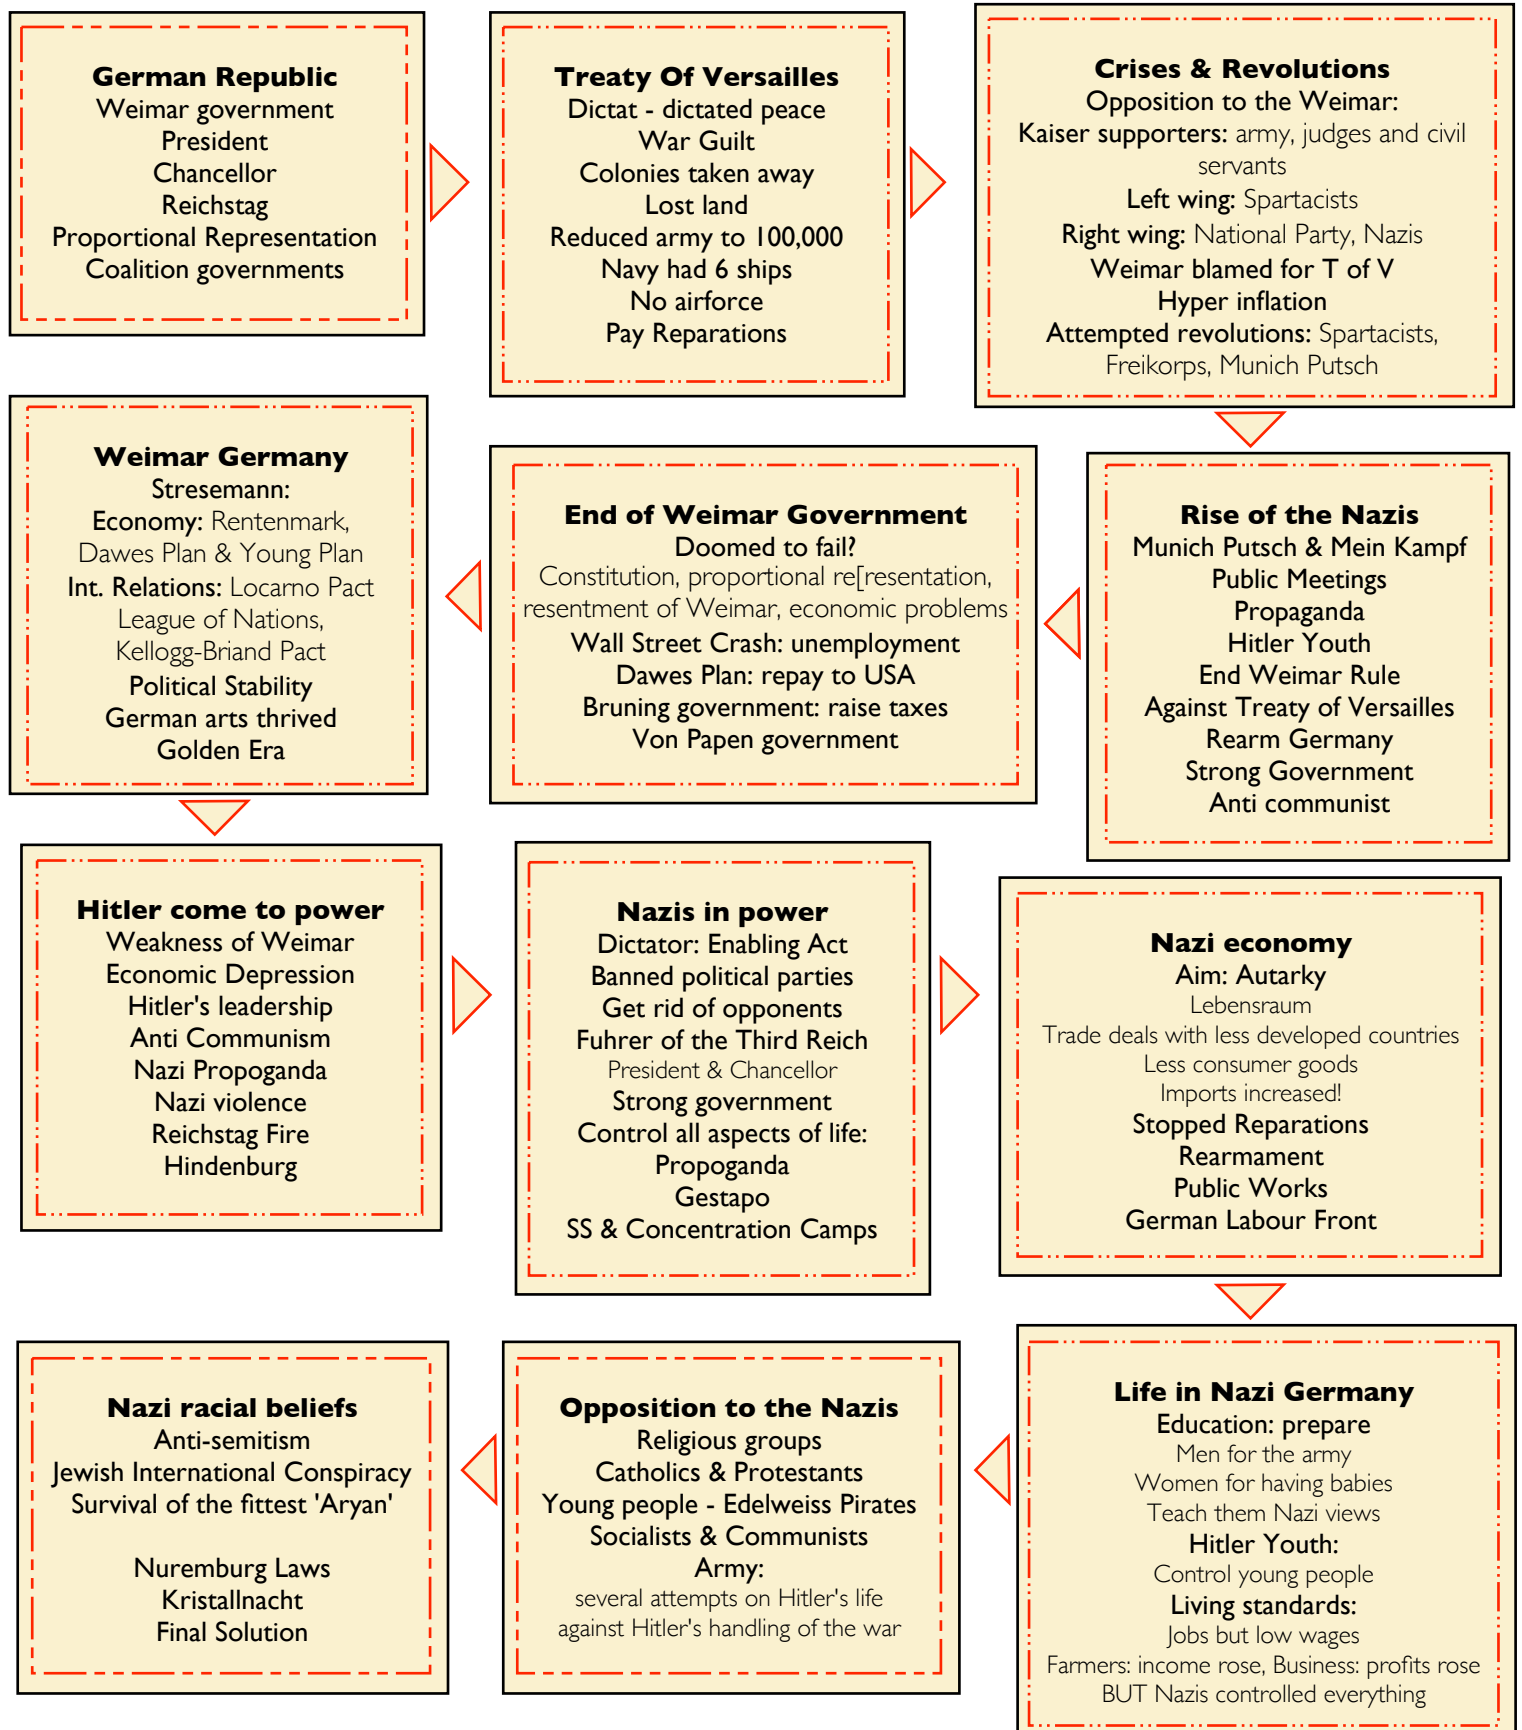 German Republic
Weimar government
President
Chancellor
Reichstag
Proportional Representation
Coalition governments
Treaty Of Versailles
Dictat - dictated peace
War Guilt
Colonies taken away
Lost land
Reduced army to 100,000
Navy had 6 ships
No airforce
Pay Reparations
Crises & Revolutions
Opposition to the Weimar:
Kaiser supporters: army, judges and civil
servants
Left wing: Spartacists
Right wing: National Party, Nazis
Weimar blamed for T of V
Hyper inflation
Attempted revolutions: Spartacists,
Freikorps, Munich Putsch
Rise of the Nazis
Munich Putsch & Mein Kampf
Public Meetings
Propaganda
Hitler Youth
End Weimar Rule
Against Treaty of Versailles
Rearm Germany
Strong Government
Anti communist
End of Weimar Government
Doomed to fail?
Constitution, proportional re[resentation,
resentment of Weimar, economic problems
Wall Street Crash: unemployment
Dawes Plan: repay to USA
Bruning government: raise taxes
Von Papen government
Weimar Germany
Stresemann:
Economy: Rentenmark,
Dawes Plan & Young Plan
Int. Relations: Locarno Pact
League of Nations,
Kellogg-Briand Pact
Political Stability
German arts thrived
Golden Era
Hitler come to power
Weakness of Weimar
Economic Depression
Hitler's leadership
Anti Communism
Nazi Propoganda
Nazi violence
Reichstag Fire
Hindenburg
Nazis in power
Dictator: Enabling Act
Banned political parties
Get rid of opponents
Fuhrer of the Third Reich
President & Chancellor
Strong government
Control all aspects of life:
Propoganda
Gestapo
SS & Concentration Camps
Nazi economy
Aim: Autarky
Lebensraum
Trade deals with less developed countries
Less consumer goods
Imports increased!
Stopped Reparations
Rearmament
Public Works
German Labour Front
Life in Nazi Germany
Education: prepare
Men for the army
Women for having babies
Teach them Nazi views
Hitler Youth:
Control young people
Living standards:
Jobs but low wages
Farmers: income rose, Business: profits rose
BUT Nazis controlled everything
Opposition to the Nazis
Religious groups
Catholics & Protestants
Young people - Edelweiss Pirates
Socialists & Communists
Army:
several attempts on Hitler's life
against Hitler's handling of the war
Nazi racial beliefs
Anti-semitism
Jewish International Conspiracy
Survival of the fittest 'Aryan'
Nuremburg Laws
Kristallnacht
Final Solution